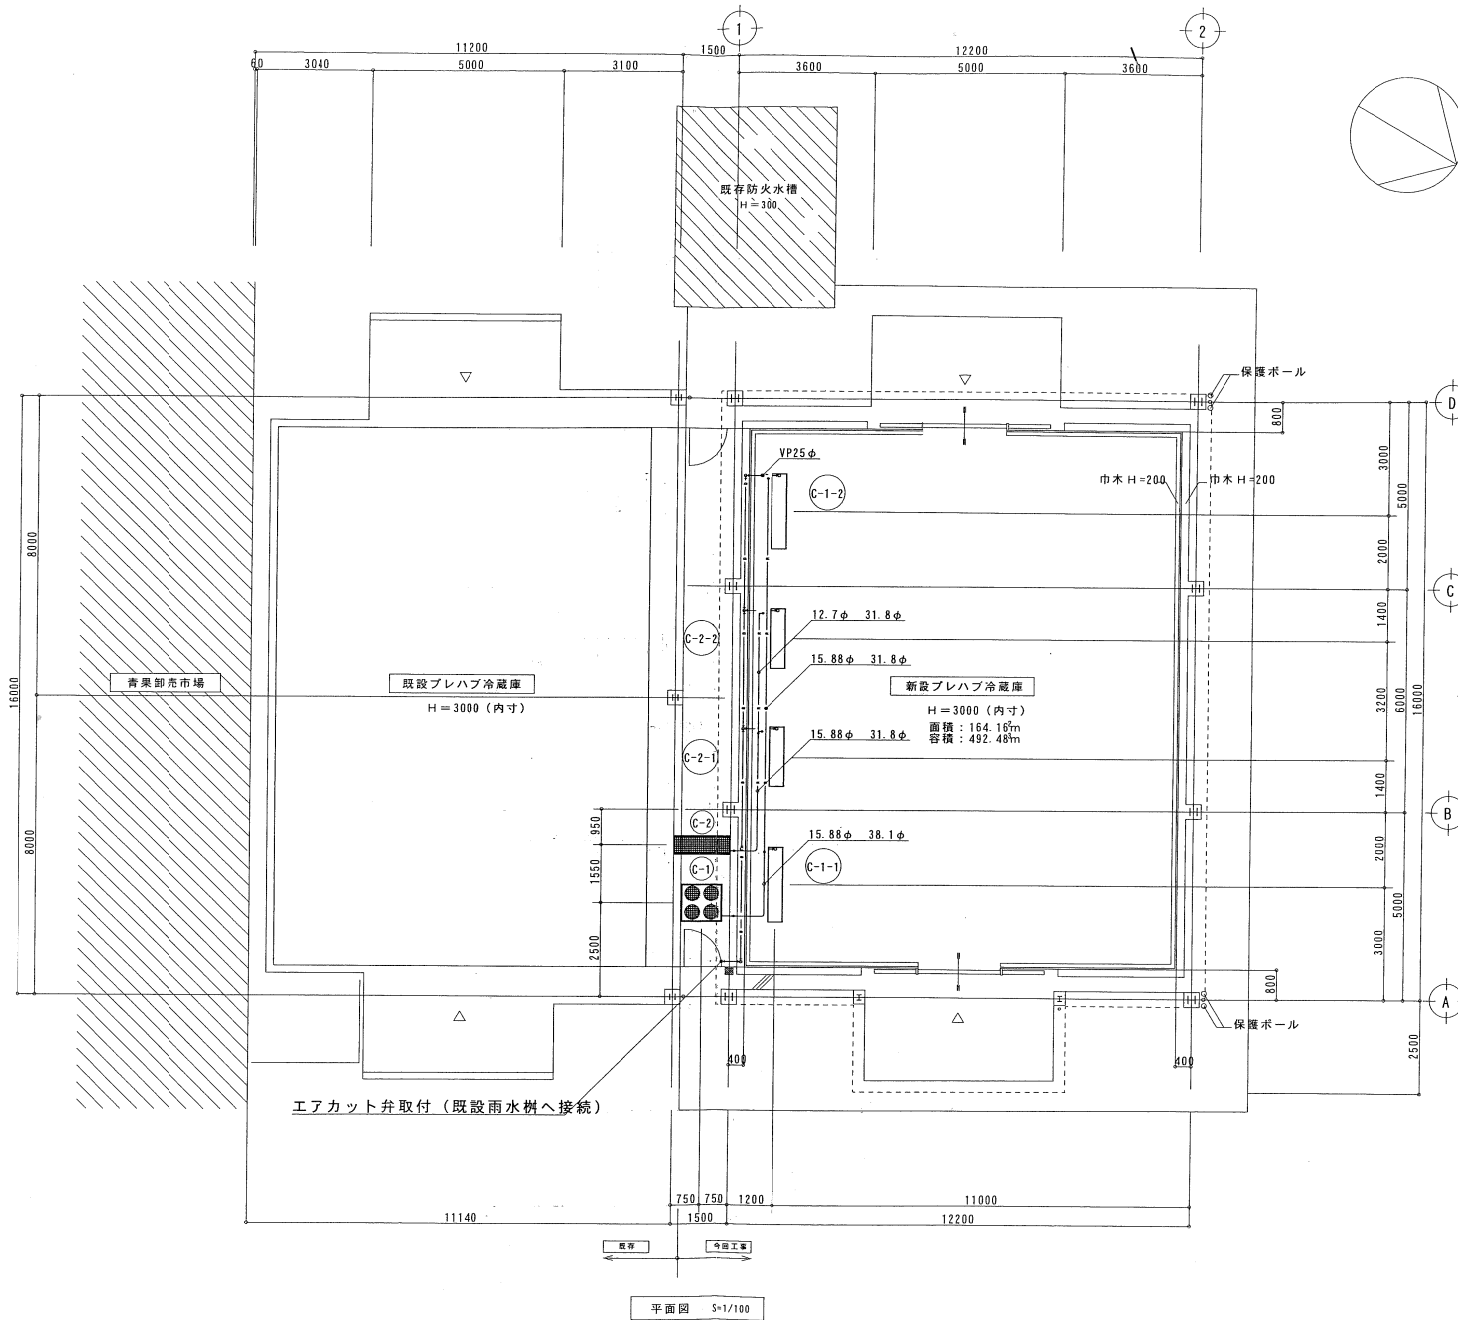 1
2
11200
1500
12200
60
3040
5000
3100
3600
5000
3600
既存防火水槽
H=300
保護ポール
D
800
3000
5000
VP25φ
C-1-2
巾木 H=200
巾木 H=200
8000
2000
C
1400
12.7φ 31.8φ
C-2-2
15.88φ 31.8φ
青果卸売市場
既設プレハブ冷蔵庫
H=3000 (内寸)
新設プレハブ冷蔵庫
H=3000 (内寸)
面積:164.16㎡
容積:492.48㎥
16000
3200
6000
16000
15.88φ 31.8φ
C-2-1
1400
B
950
C-2
15.88φ 38.1φ
8000
1550
C-1
C-1-1
2000
5000
2500
3000
800
A
保護ポール
2500
400
400
エアカット弁取付(既設雨水桝へ接続)
750
750
1200
11000
11140
1500
12200
既存
今回工事
平面図 S=1/100